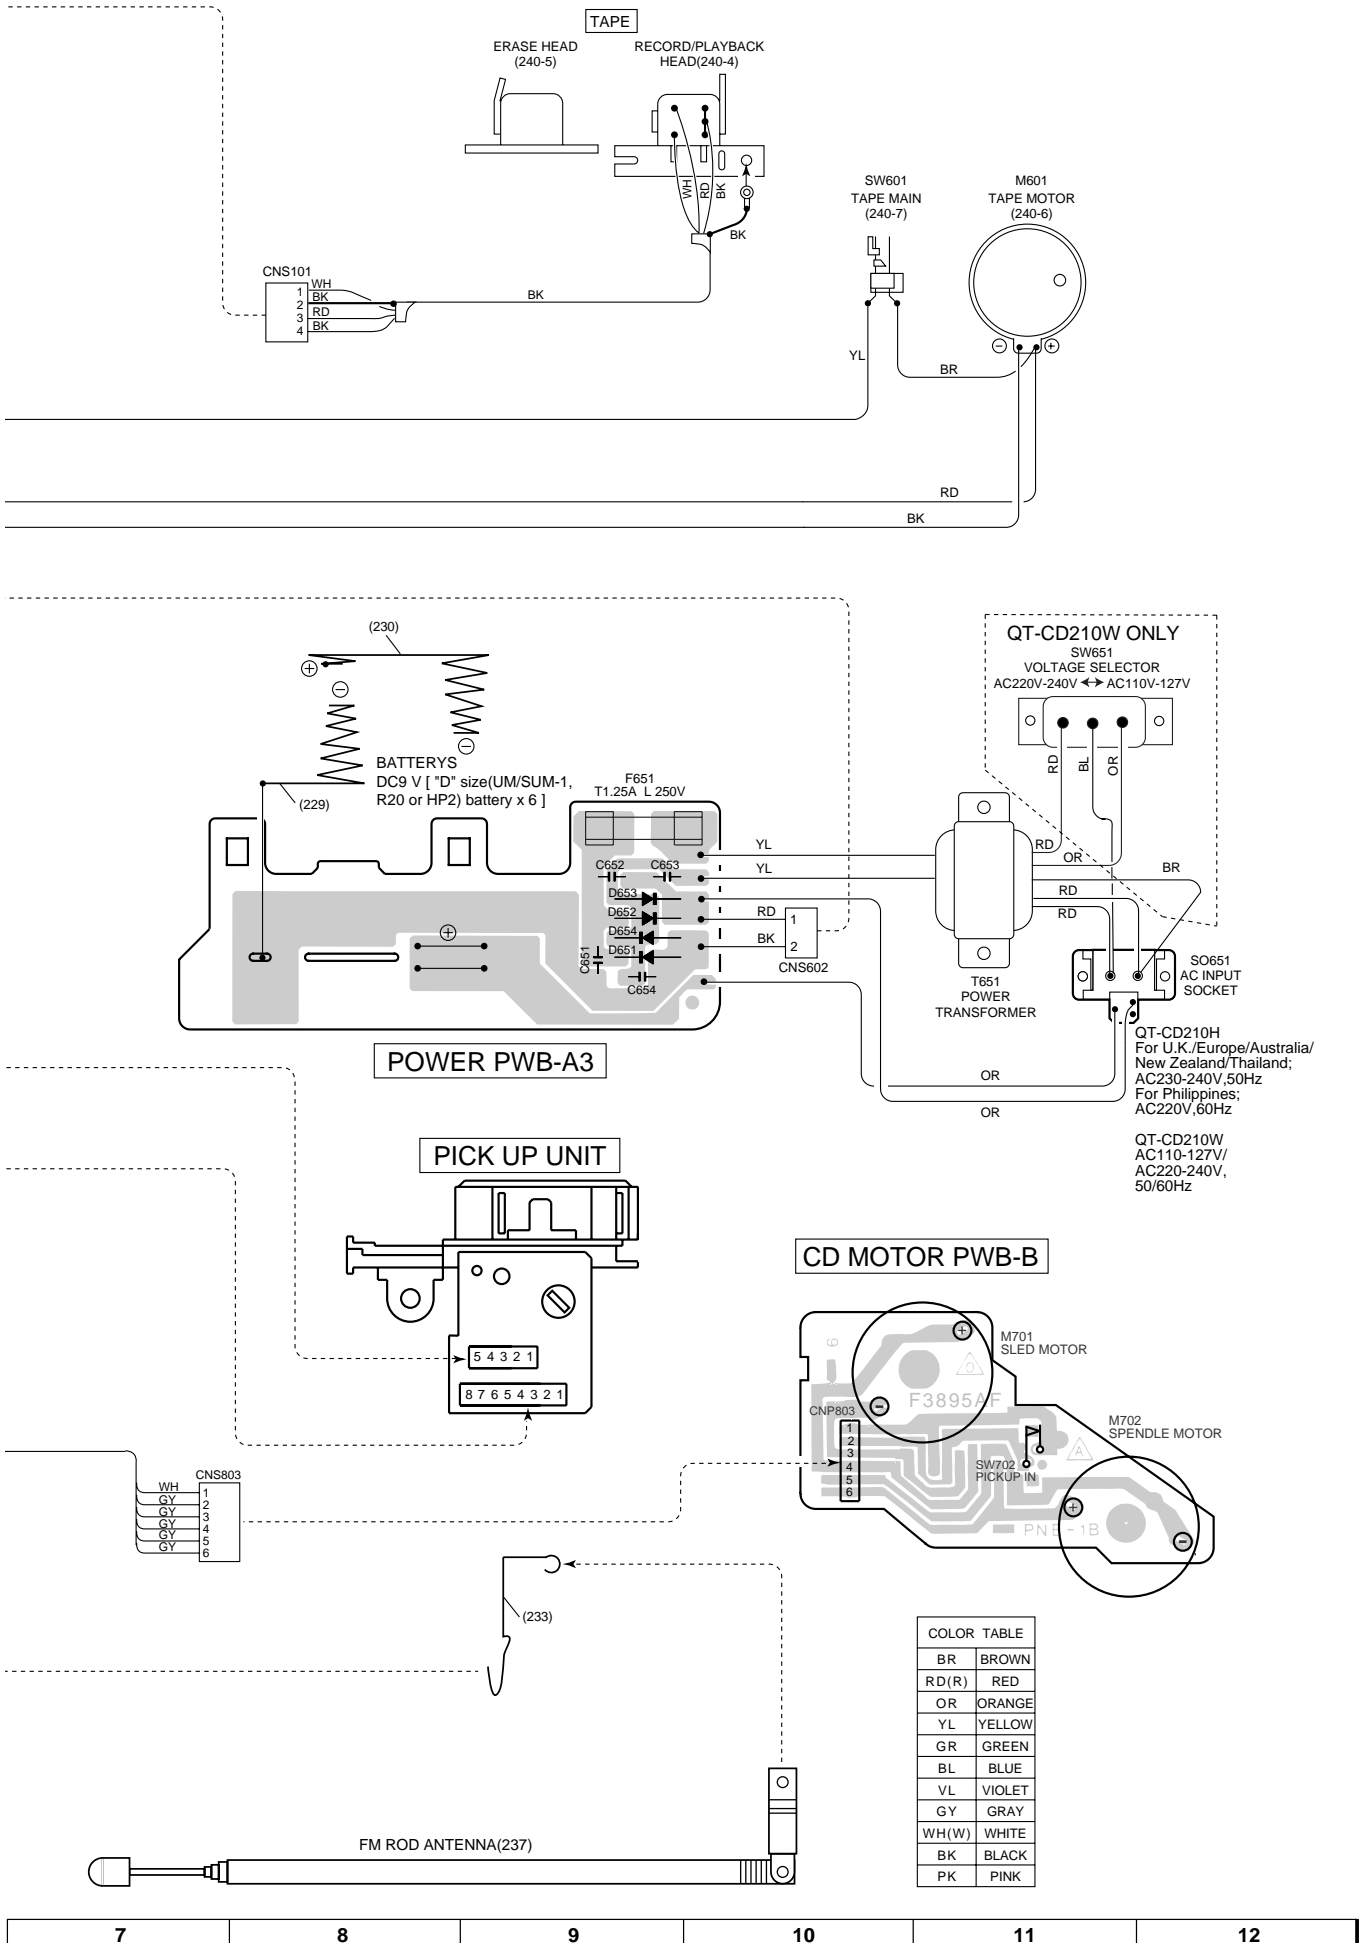 TAPE
ERASE HEAD
(240-5)
RECORD/PLAYBACK
HEAD(240-4)
WH
RD
BK
BK
SW601
TAPE MAIN
(240-7)
M601
TAPE MOTOR
(240-6)
CNS101
1 WH
2 BK
3 RD
4 BK
BK
YL
BR
RD
BK
(230)
(229)
BATTERYS
DC9 V [ "D" size(UM/SUM-1,
R20 or HP2) battery x 6 ]
F651
T1.25A L 250V
QT-CD210W ONLY
SW651
VOLTAGE SELECTOR
AC220V-240V AC110V-127V
RD
BL
OR
YL
YL
RD
OR
BR
RD
RD
C652
C653
D653
D652
D654
D651
C651
C654
RD 1
BK 2
CNS602
T651
POWER
TRANSFORMER
SO651
AC INPUT
SOCKET
QT-CD210H
For U.K./Europe/Australia/
New Zealand/Thailand;
AC230-240V,50Hz
For Philippines;
AC220V,60Hz
QT-CD210W
AC110-127V/
AC220-240V,
50/60Hz
OR
OR
POWER PWB-A3
PICK UP UNIT
5 4 3 2 1
8 7 6 5 4 3 2 1
CD MOTOR PWB-B
M701
SLED MOTOR
F3895AF
CNP803
1
2
3
4
5
6
SW702
PICKUP IN
M702
SPENDLE MOTOR
A
PNB-1B
CNS803
WH 1
GY 2
GY 3
GY 4
GY 5
GY 6
(233)
FM ROD ANTENNA(237)
COLOR TABLE
BR BROWN
RD(R) RED
OR ORANGE
YL YELLOW
GR GREEN
BL BLUE
VL VIOLET
GY GRAY
WH(W) WHITE
BK BLACK
PK PINK
7 8 9 10 11 12